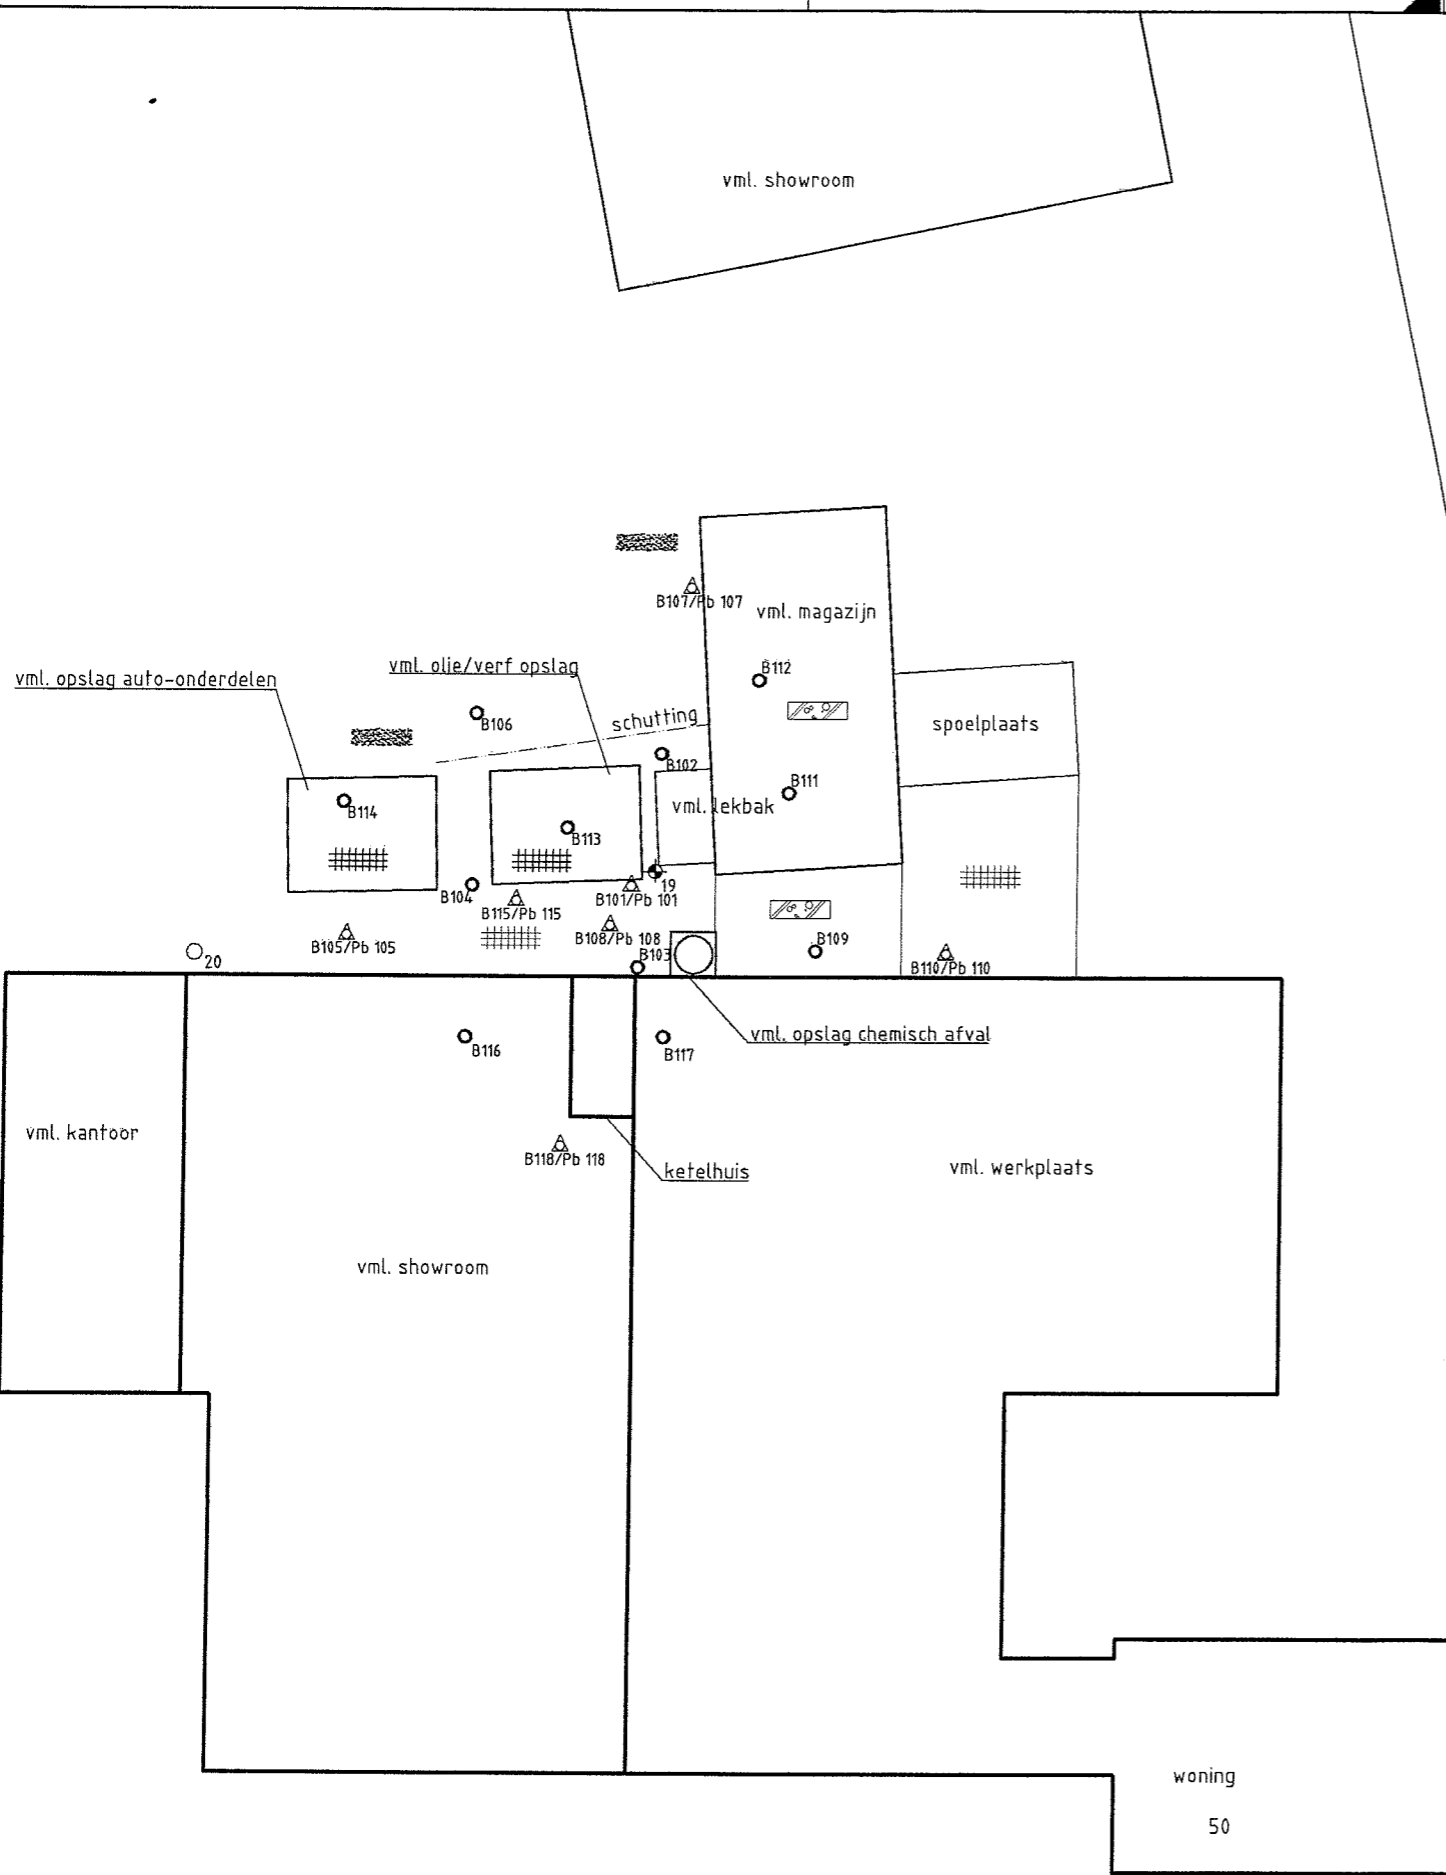 vml. showroom
B107/Pb 107
vml. magazijn
vml. olje/verf opslag
vml. opslag auto-onderdelen
B112
B106
schutting
spoelplaats
B102
B111
vml. lekbak
B114
B113
19
B104
B101/Pb 101
B115/Pb 115
B108/Pb 108
B105/Pb 105
B103
B109
20
B110/Pb 110
vml. opslag chemisch afval
B116
B117
vml. kantoor
B118/Pb 118
ketelhuis
vml. werkplaats
vml. showroom
woning
50